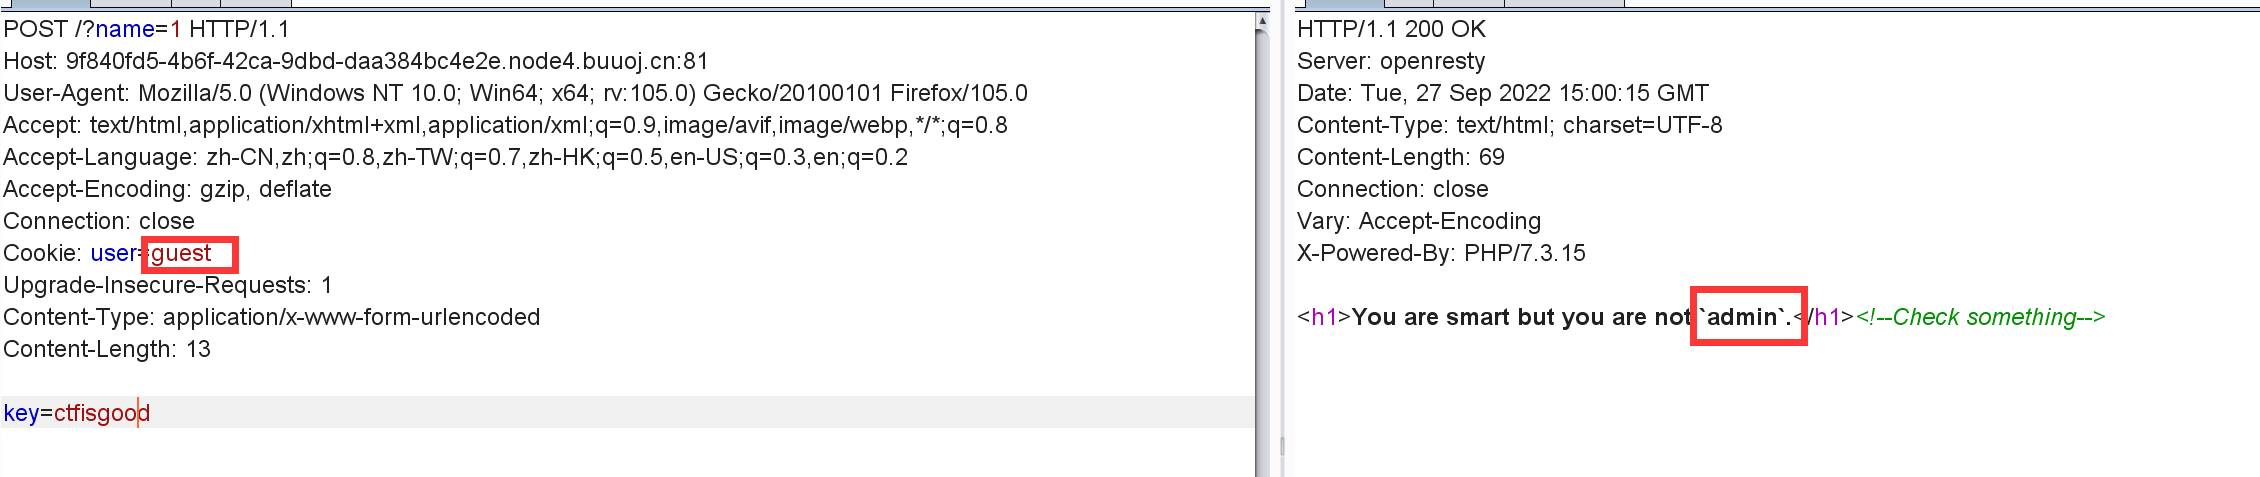 POST /?name=1 HTTP/1.1
Host: 9f840fd5-4b6f-42ca-9dbd-daa384bc4e2e.node4.buuoj.cn:81
User-Agent: Mozilla/5.0 (Windows NT 10.0; Win64; x64; rv:105.0) Gecko/20100101 Firefox/105.0
Accept: text/html,application/xhtml+xml,application/xml;q=0.9,image/avif,image/webp,*/*;q=0.8
Accept-Language: zh-CN,zh;q=0.8,zh-TW;q=0.7,zh-HK;q=0.5,en-US;q=0.3,en;q=0.2
Accept-Encoding: gzip, deflate
Connection: close
Cookie: user=guest
Upgrade-Insecure-Requests: 1
Content-Type: application/x-www-form-urlencoded
Content-Length: 13

key=ctfisgood
HTTP/1.1 200 OK
Server: openresty
Date: Tue, 27 Sep 2022 15:00:15 GMT
Content-Type: text/html; charset=UTF-8
Content-Length: 69
Connection: close
Vary: Accept-Encoding
X-Powered-By: PHP/7.3.15

<h1>You are smart but you are not `admin`.</h1><!--Check something-->